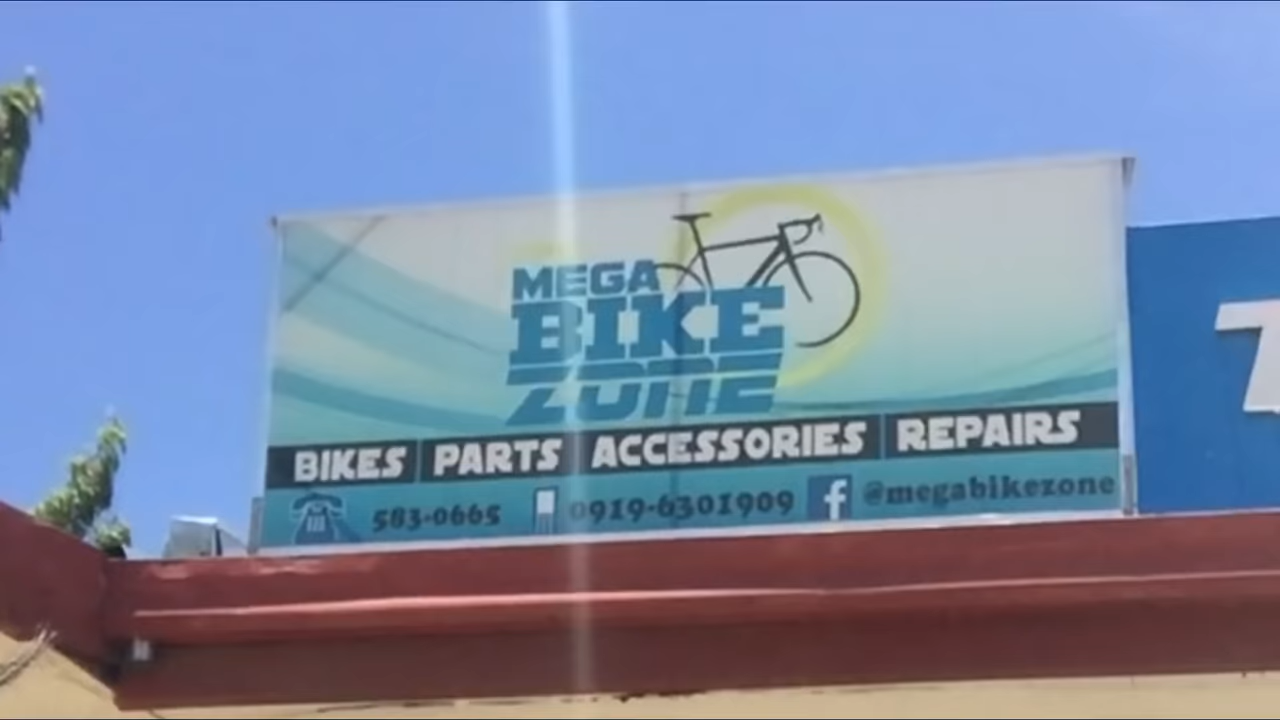 MEGA
BIKE
ZONE
BIKES PARTS ACCESSORIES REPAIRS
583-0665 0919-6301909 f @megabikezone
T